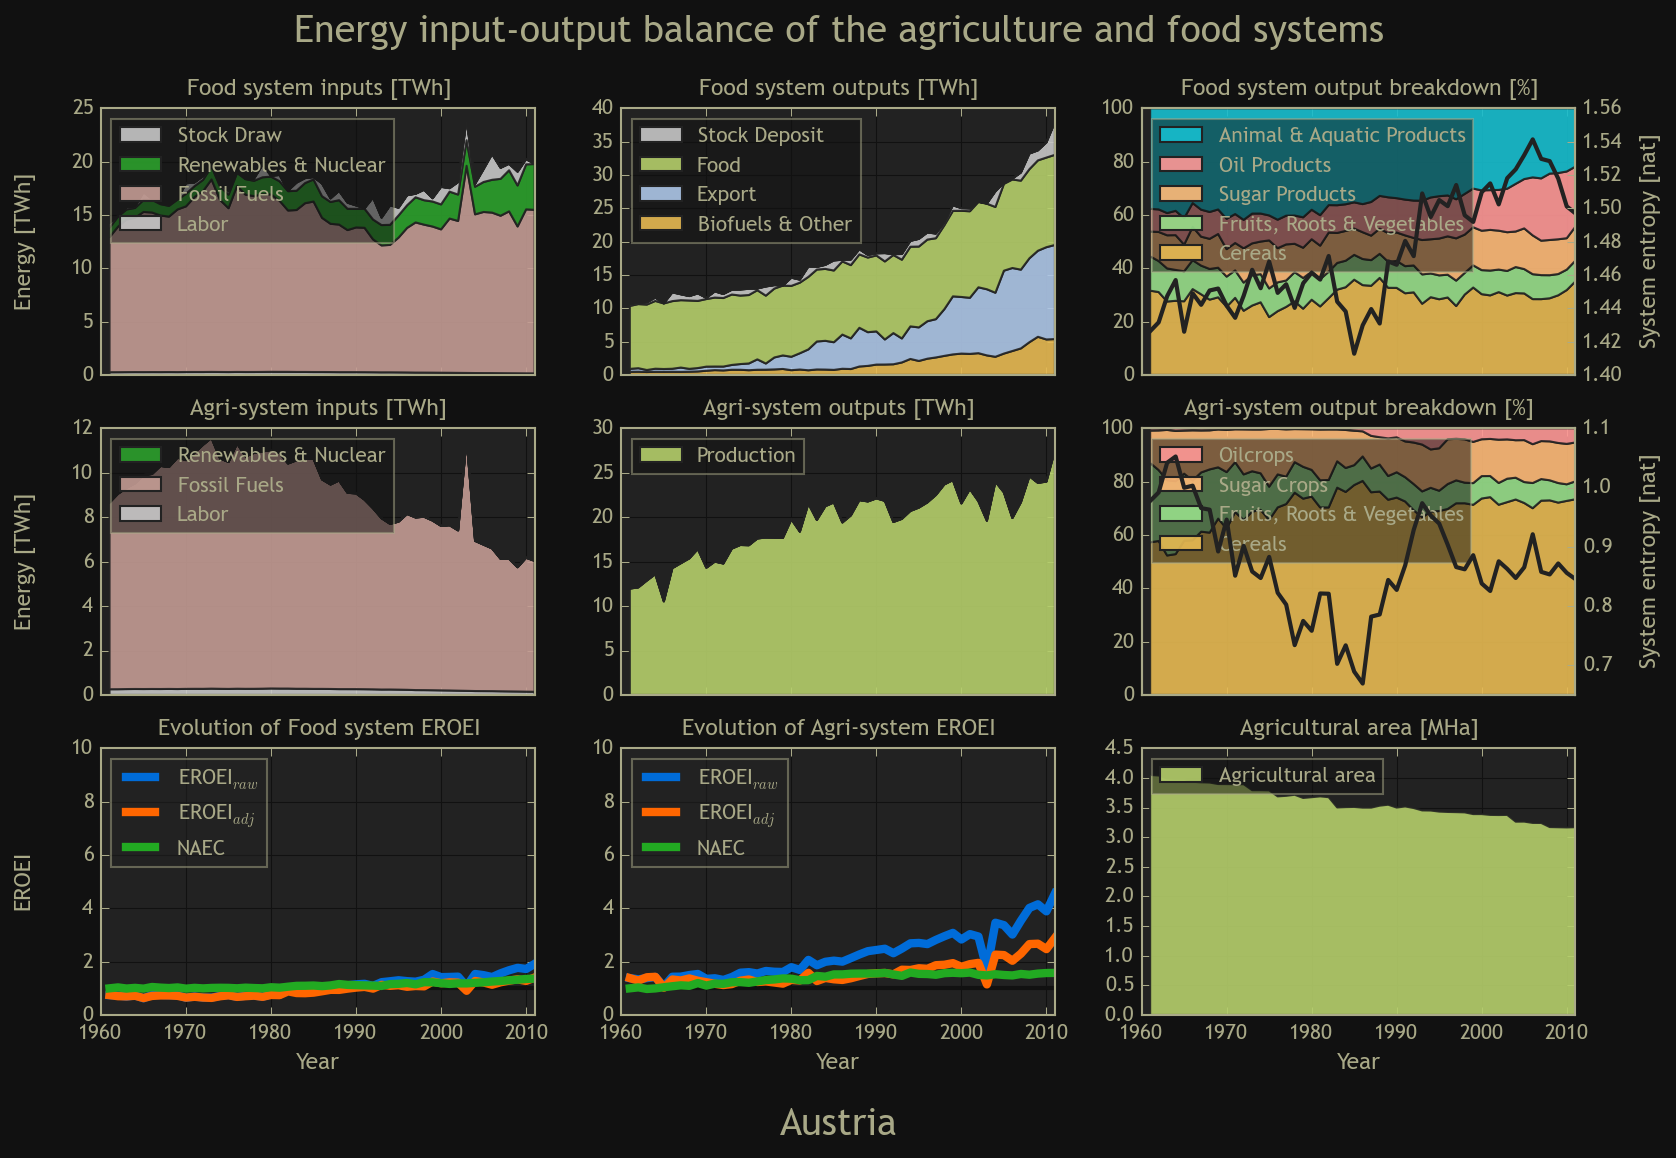 Energy input-output balance of the agriculture and food systems
Food system inputs [TWh]
Energy [TWh]
25
20
15
10
5
0
Stock Draw
Renewables & Nuclear
Fossil Fuels
Labor
Food system outputs [TWh]
40
35
30
25
20
15
10
5
0
Stock Deposit
Food
Export
Biofuels & Other
Food system output breakdown [%]
100
80
60
40
20
0
Animal & Aquatic Products
Oil Products
Sugar Products
Fruits, Roots & Vegetables
Cereals
1.56
1.54
1.52
1.50
1.48
1.46
1.44
1.42
1.40
System entropy [nat]
Agri-system inputs [TWh]
Energy [TWh]
12
10
8
6
4
2
0
Renewables & Nuclear
Fossil Fuels
Labor
Agri-system outputs [TWh]
30
25
20
15
10
5
0
Production
Agri-system output breakdown [%]
100
80
60
40
20
0
Oilcrops
Sugar Crops
Fruits, Roots & Vegetables
Cereals
1.1
1.0
0.9
0.8
0.7
System entropy [nat]
Evolution of Food system EROEI
EROEI
10
8
6
4
2
0
EROEIraw
EROEIadj
NAEC
1960 1970 1980 1990 2000 2010
Year
Evolution of Agri-system EROEI
10
8
6
4
2
0
EROEIraw
EROEIadj
NAEC
1960 1970 1980 1990 2000 2010
Year
Agricultural area [MHa]
4.5
4.0
3.5
3.0
2.5
2.0
1.5
1.0
0.5
0.0
Agricultural area
1960 1970 1980 1990 2000 2010
Year
Austria